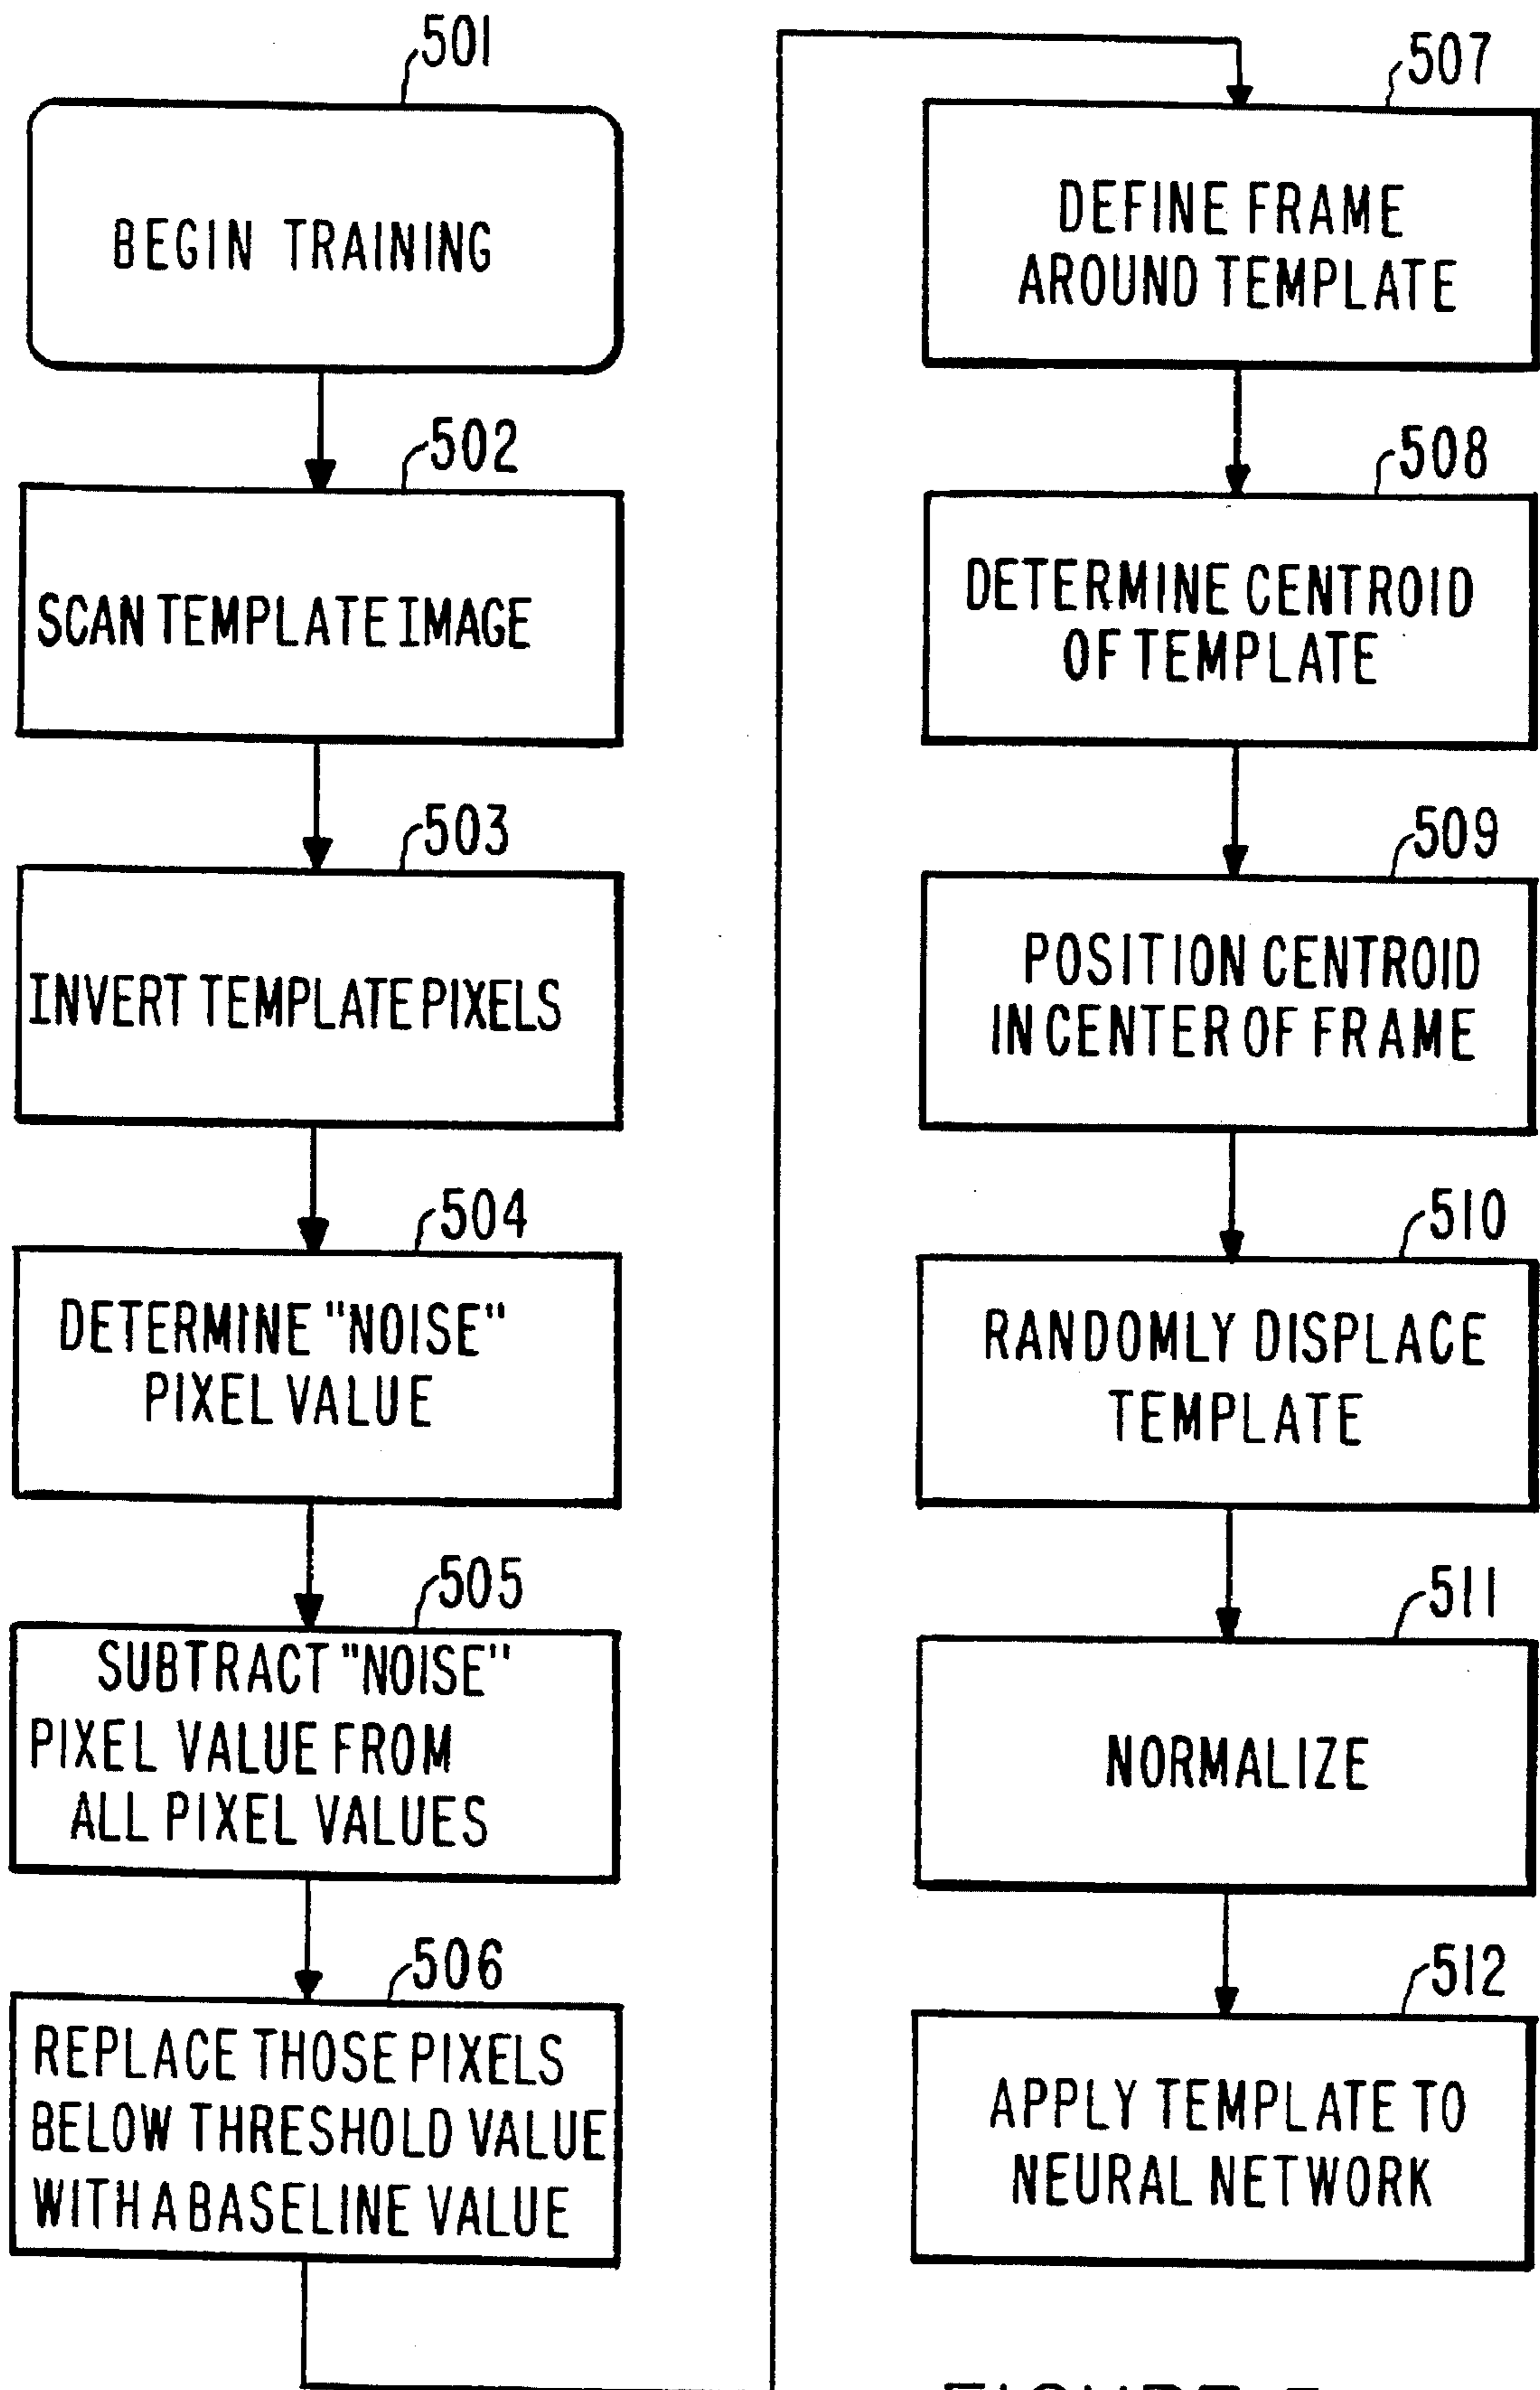 501
BEGIN TRAINING
502
SCAN TEMPLATE IMAGE
503
INVERT TEMPLATE PIXELS
504
DETERMINE "NOISE"
PIXEL VALUE
505
SUBTRACT "NOISE"
PIXEL VALUE FROM
ALL PIXEL VALUES
506
REPLACE THOSE PIXELS
BELOW THRESHOLD VALUE
WITH A BASELINE VALUE
507
DEFINE FRAME
AROUND TEMPLATE
508
DETERMINE CENTROID
OF TEMPLATE
509
POSITION CENTROID
IN CENTER OF FRAME
510
RANDOMLY DISPLACE
TEMPLATE
511
NORMALIZE
512
APPLY TEMPLATE TO
NEURAL NETWORK